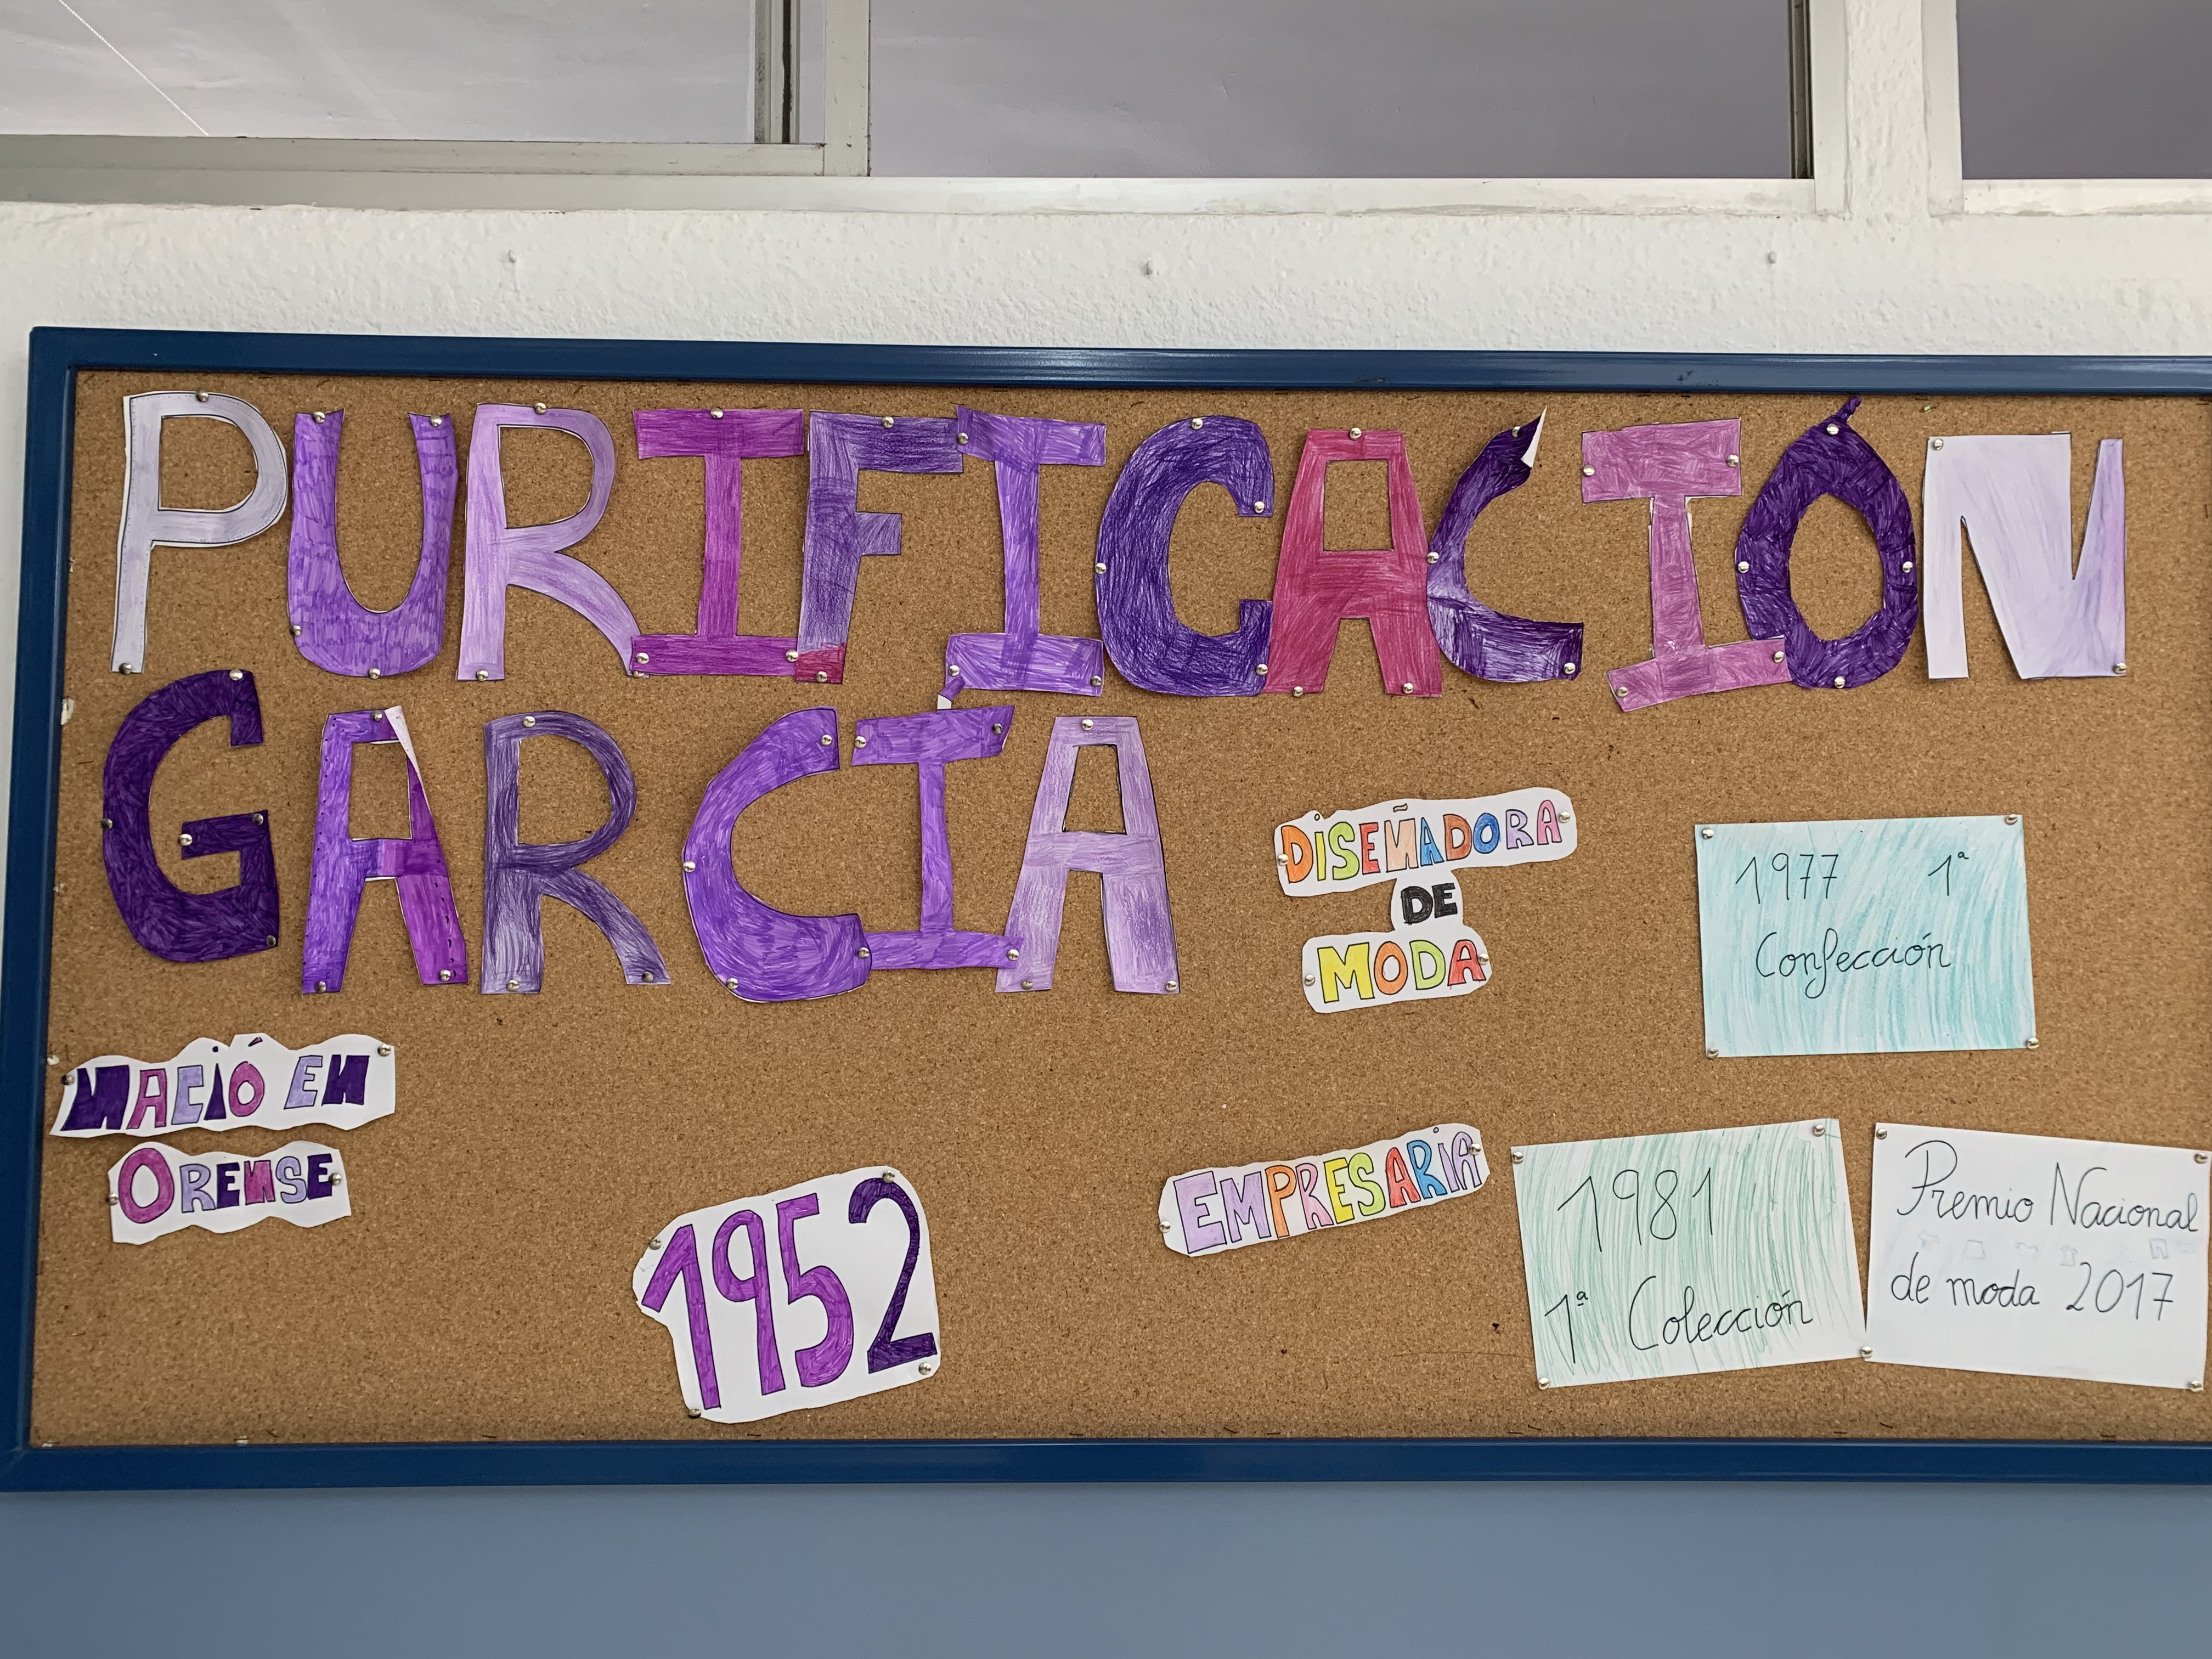 PURIFICACIÓN
GARCÍA
DISEÑADORA
DE
MODA
1977 1ª
Confección
NACIÓ EN
ORENSE
1952
EMPRESARIA
1981
1ª Colección
Premio Nacional
de moda 2017